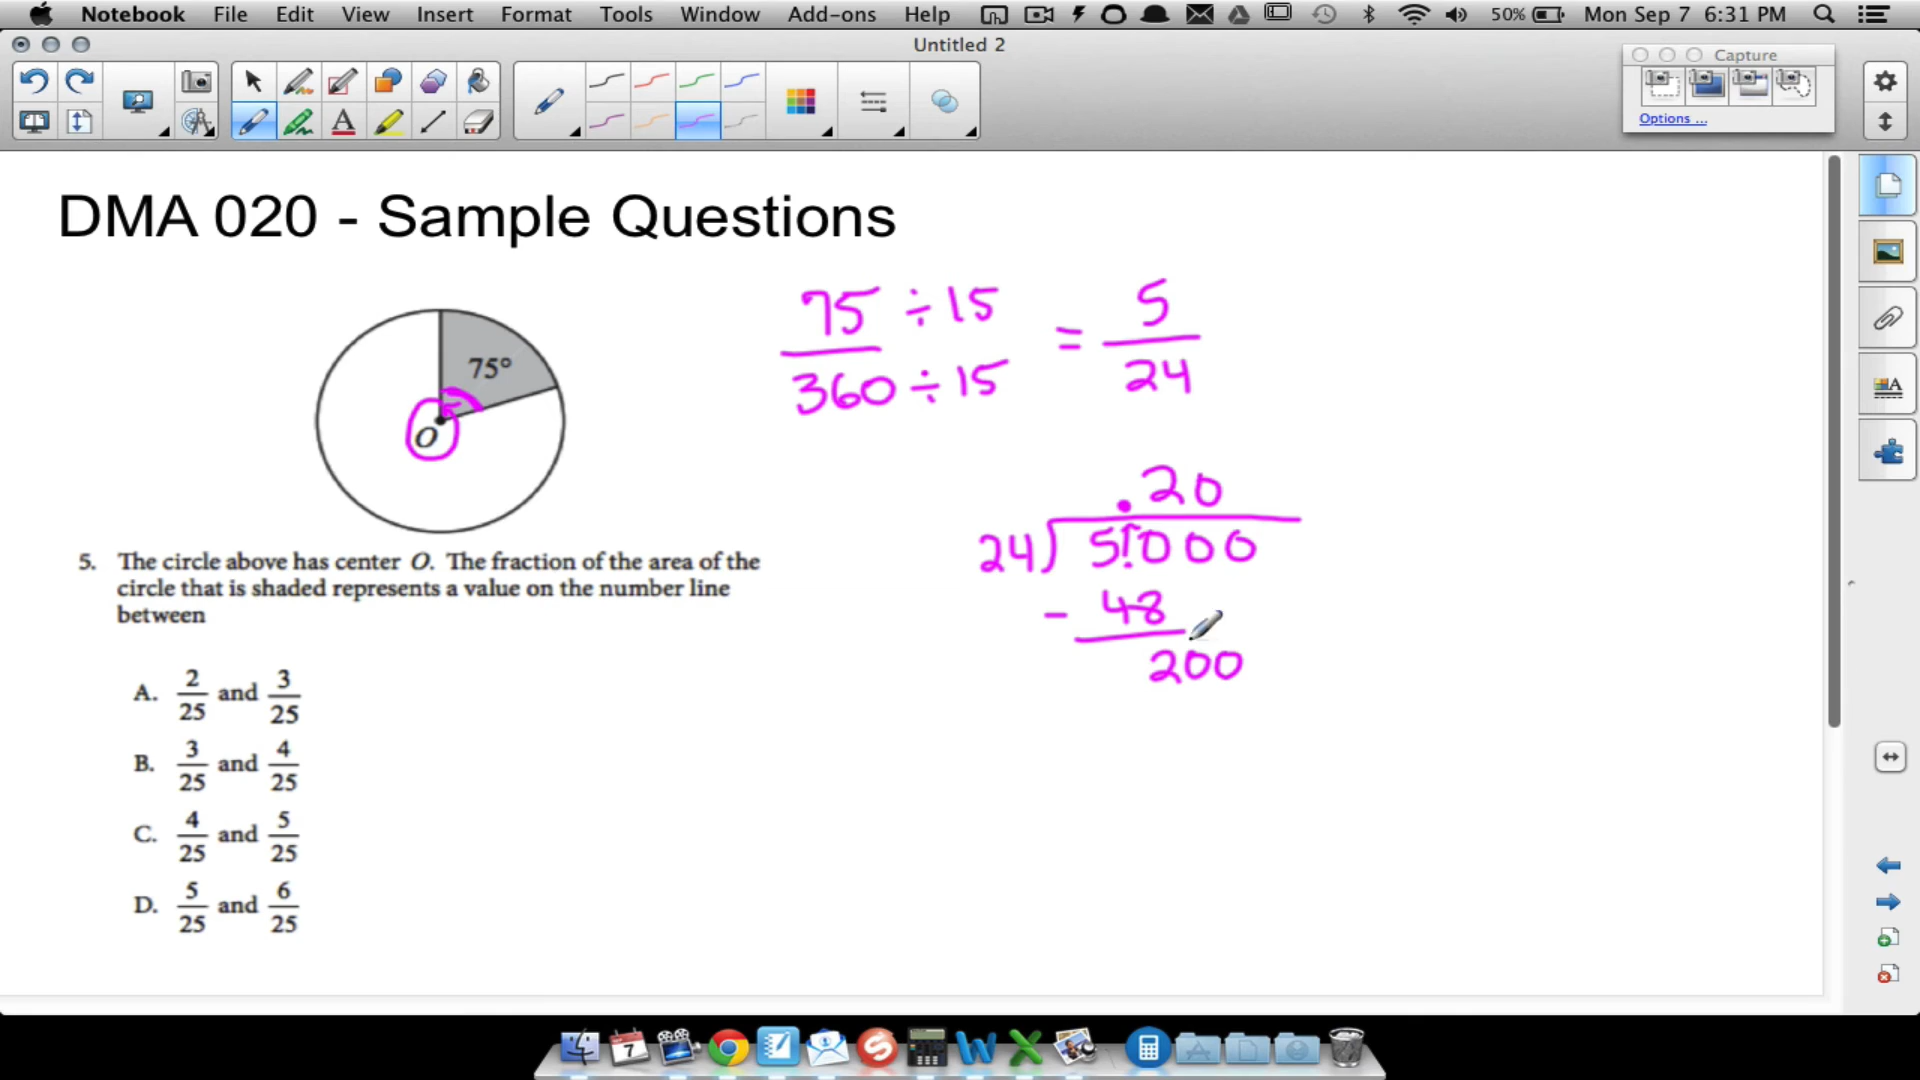 Notebook File Edit View Insert Format Tools Window Add-ons Help 50% Mon Sep 7 6:31 PM
Untitled 2
Capture
Options ...
DMA 020 - Sample Questions
75 ÷ 15
360 ÷ 15
= 5
24
75°
O
.20
24 ) 5.000
- 48
200
5. The circle above has center O. The fraction of the area of the
circle that is shaded represents a value on the number line
between
A. 2/25 and 3/25
B. 3/25 and 4/25
C. 4/25 and 5/25
D. 5/25 and 6/25
7